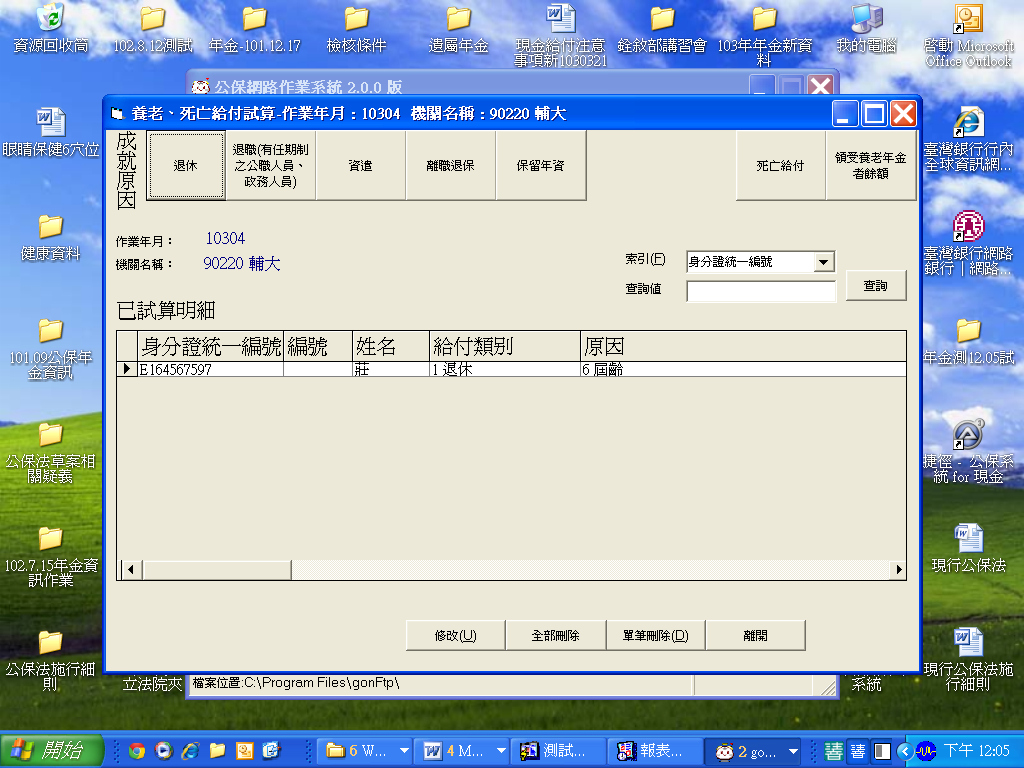 資源回收筒
102.8.12測試
年金-101.12.17
檢核條件
遺屬年金
現金給付注意
事項新1030321
銓敘部講習會
103年年金新資
料
我的電腦
啓動 Microsoft
Office Outlook
公保網路作業系統 2.0.0 版
養老、死亡給付試算-作業年月：10304 機關名稱：90220 輔大
成就原因
退休
退職(有任期制
之公職人員、
政務人員)
資遣
離職退保
保留年資
死亡給付
領受養老年金
者餘額
作業年月： 10304
機關名稱： 90220 輔大
索引(F) 身分證統一編號
查詢值
查詢
已試算明細
身分證統一編號 編號 姓名 給付類別 原因
E164567597 莊 1 退休 6 屆齡
修改(U)
全部刪除
單筆刪除(D)
離開
眼睛保健6穴位
健康資料
101.09公保年
金資訊
公保法草案相
關疑義
102.7.15年金資
訊作業
公保法施行細
則
立法院夾
檔案位置:C:\Program Files\gonFtp\
系統
臺灣銀行行內
全球資訊網...
臺灣銀行網路
銀行 | 網路...
年金測12.05試
捷徑 - 公保系
統 for 現金
現行公保法
現行公保法施
行細則
開始
6 W...
4 M...
測試...
報表...
2 go...
下午 12:05